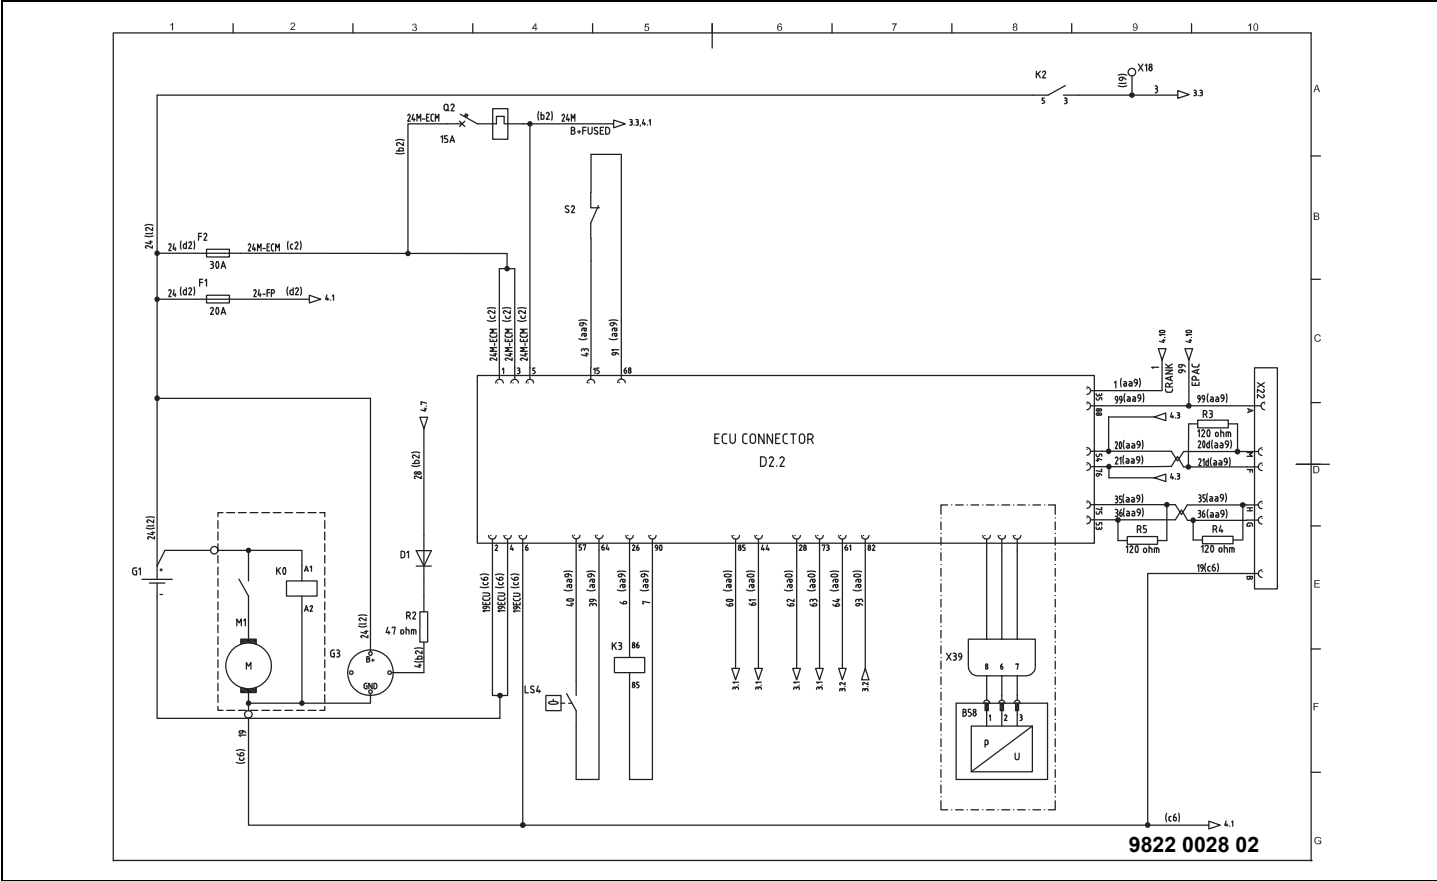 1 2 3 4 5 6 7 8 9 10
A
B
C
D
E
F
G
K2
5 3
(l9)
X18
3
3.3
24M-ECM
Q2
15A
(b2)
(b2) 24M
B+FUSED
3.3,4.1
S2
24 (l2)
24 (d2)
F2
30A
24M-ECM (c2)
24 (d2)
F1
20A
24-FP (d2)
4.1
24M-ECM (c2)
24M-ECM (c2)
24M-ECM (c2)
43 (aa9)
91 (aa9)
1 3 5 15 68
ECU CONNECTOR
D2.2
4.7
28 (b2)
4.10
4.10
1
CRANK
99
EPAC
X22
35
1 (aa9)
88
99(aa9)
99(aa9)
A
4.3
R3
120 ohm
54
20(aa9)
20d(aa9)
M
76
21(aa9)
21d(aa9)
F
4.3
75
35(aa9)
35(aa9)
H
53
36(aa9)
36(aa9)
G
R5
120 ohm
R4
120 ohm
19(c6)
B
24(l2)
G1
+
-
K0
A1
A2
M1
M
G3
24 (l2)
B+
GND
D1
R2
47 ohm
4(b2)
2 4 6 57 64 26 90 85 44 28 73 61 82
19ECU (c6)
19ECU (c6)
19ECU (c6)
40 (aa9)
39 (aa9)
6 (aa9)
7 (aa9)
60 (aa0)
61 (aa0)
62 (aa0)
63 (aa0)
64 (aa0)
93 (aa0)
K3
86
85
LS4
3.1
3.1
3.1
3.1
3.2
3.2
X39
8 6 7
B58
1 2 3
P
U
19
(c6)
(c6)
4.1
9822 0028 02